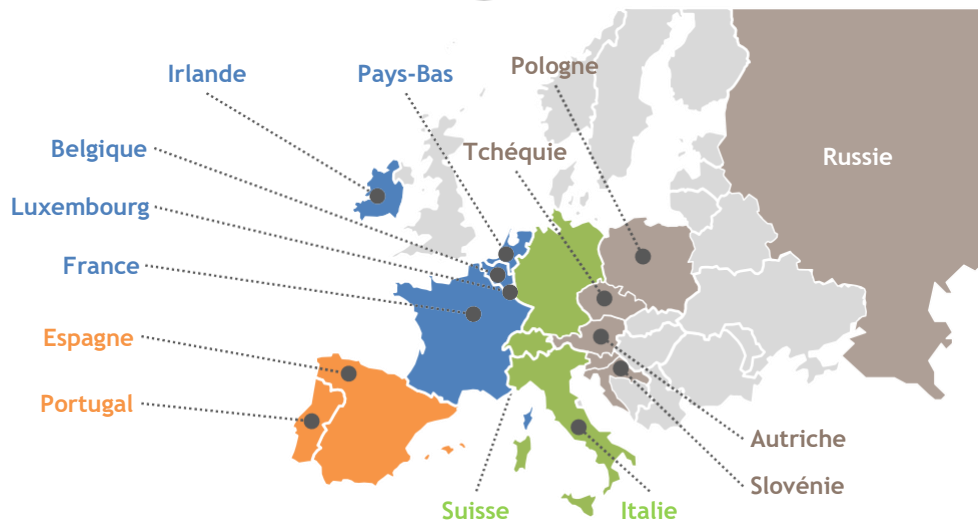 Irlande
Pays-Bas
Pologne
Belgique
Tchéquie
Russie
Luxembourg
France
Espagne
Portugal
Autriche
Slovénie
Suisse
Italie